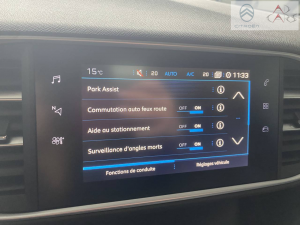 15°C 20 AUTO A/C 20 11:33
Park Assist
Commutation auto feux route OFF ON
Aide au stationnement OFF ON
Surveillance d'angles morts OFF ON
Fonctions de conduite Réglages véhicule
N